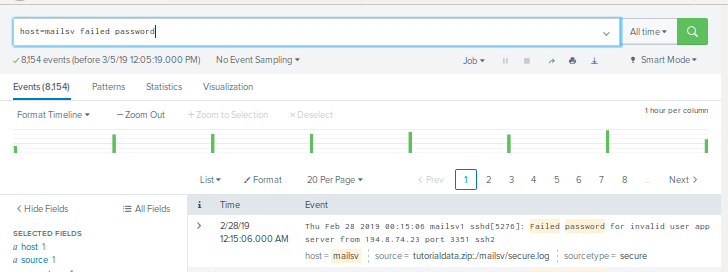 host=mailsv failed password
All time
8,154 events (before 3/5/19 12:05:19.000 PM) No Event Sampling Job Smart Mode
Events (8,154) Patterns Statistics Visualization
Format Timeline — Zoom Out + Zoom to Selection × Deselect 1 hour per column
List Format 20 Per Page < Prev 1 2 3 4 5 6 7 8 ... Next >
< Hide Fields All Fields i Time Event
SELECTED FIELDS
a host 1
a source 1
> 2/28/19 Thu Feb 28 2019 00:15:06 mailsv1 sshd[5276]: Failed password for invalid user app
12:15:06.000 AM server from 194.8.74.23 port 3351 ssh2
host = mailsv source = tutorialdata.zip:/mailsv/secure.log sourcetype = secure